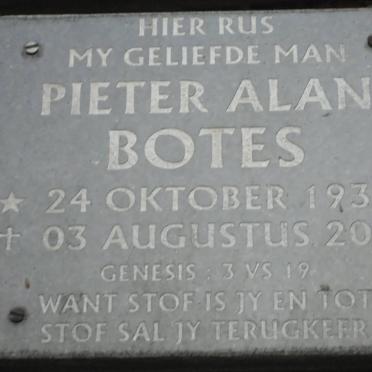 HIER RUS
MY GELIEFDE MAN
PIETER ALAN
BOTES
★ 24 OKTOBER 193
✝ 03 AUGUSTUS 20
GENESIS : 3 VS 19
WANT STOF IS JY EN TOT
STOF SAL JY TERUGKEER